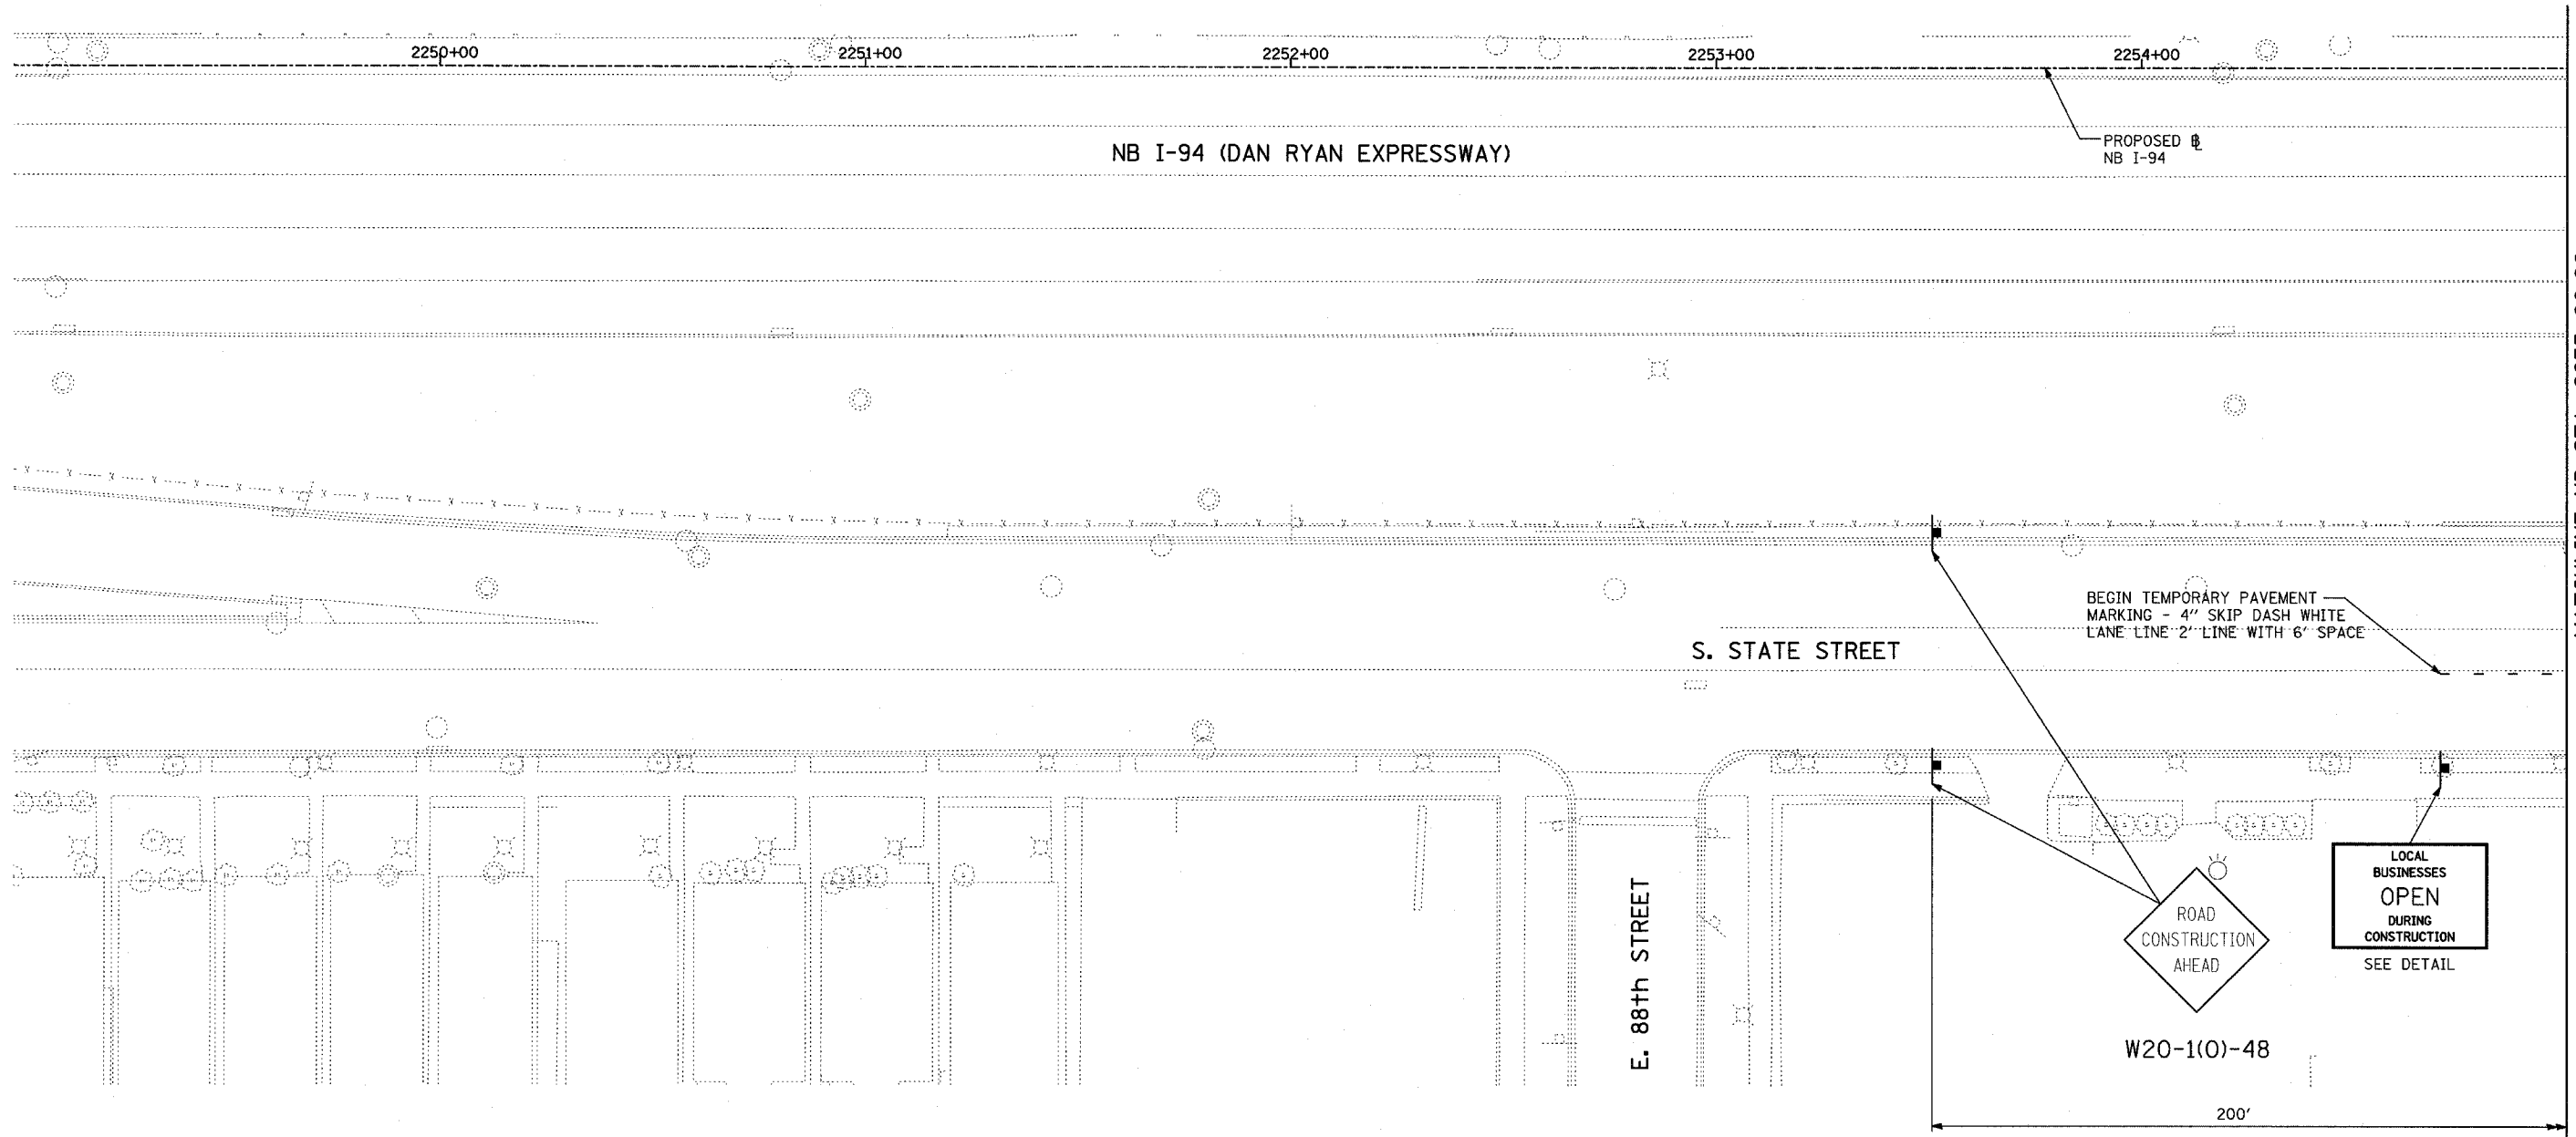 2250+00
2251+00
2252+00
2253+00
2254+00
NB I-94 (DAN RYAN EXPRESSWAY)
PROPOSED ℄
NB I-94
BEGIN TEMPORARY PAVEMENT
MARKING - 4" SKIP DASH WHITE
LANE LINE 2' LINE WITH 6' SPACE
S. STATE STREET
E. 88th STREET
LOCAL
BUSINESSES
OPEN
DURING
CONSTRUCTION
SEE DETAIL
ROAD
CONSTRUCTION
AHEAD
W20-1(O)-48
200'